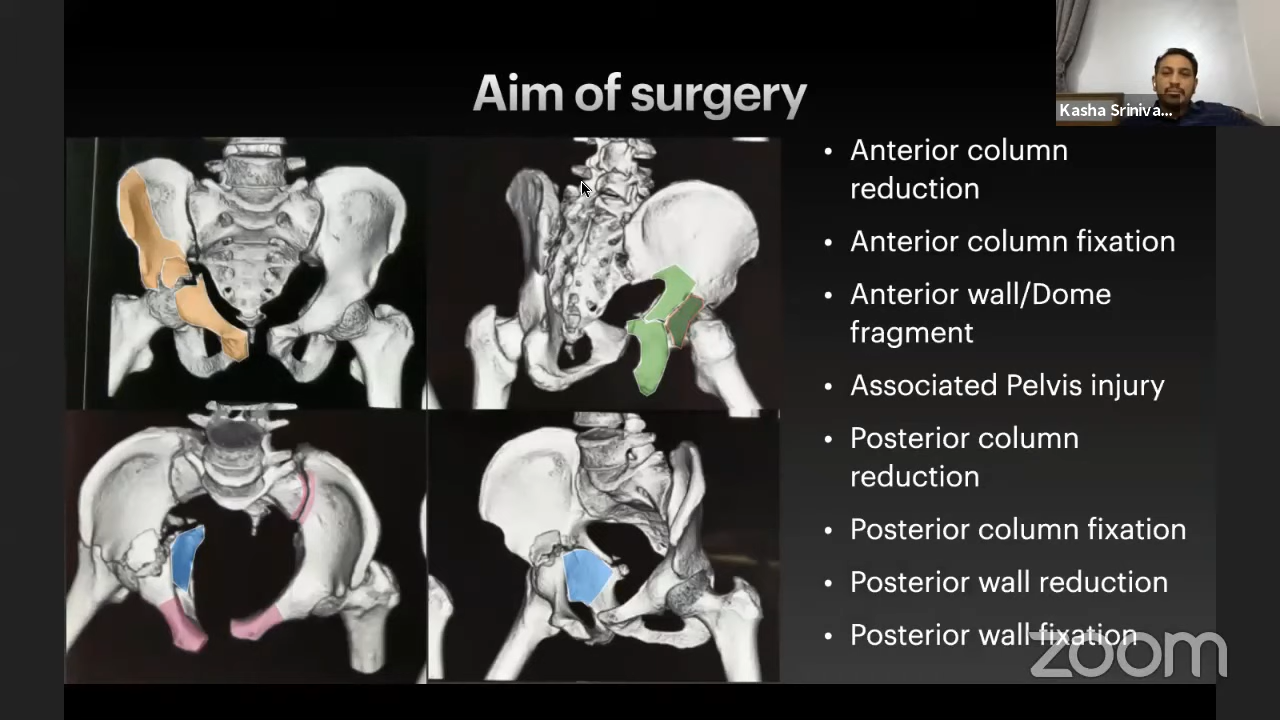 Aim of surgery
Kasha Sriniva...
• Anterior column
reduction
• Anterior column fixation
• Anterior wall/Dome
fragment
• Associated Pelvis injury
• Posterior column
reduction
• Posterior column fixation
• Posterior wall reduction
• Posterior wall fixation
zoom